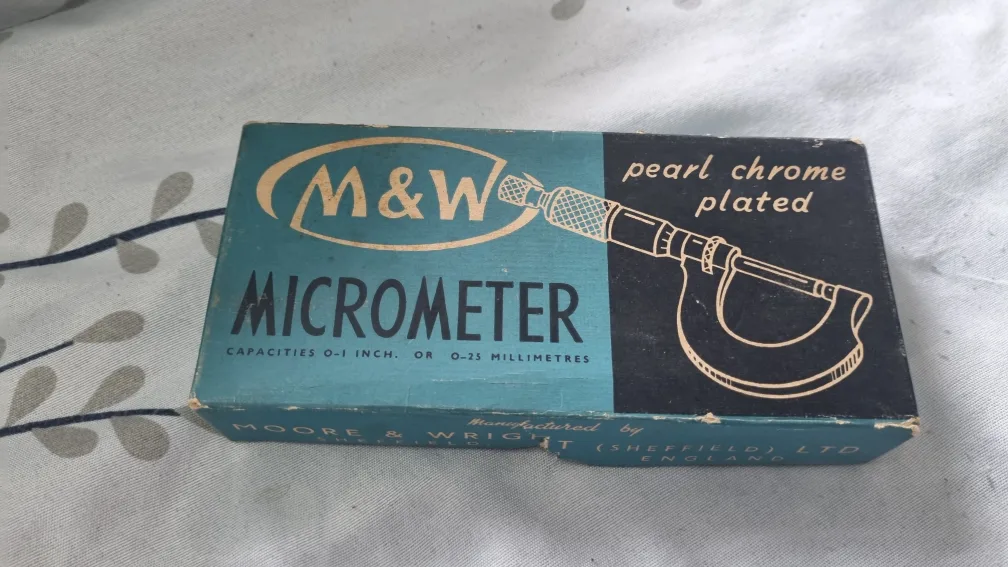 M&W
pearl chrome
plated
MICROMETER
CAPACITIES 0-1 INCH. OR 0-25 MILLIMETRES
Manufactured by
MOORE & WRIGHT (SHEFFIELD) LTD
SHEFFIELD ENGLAND